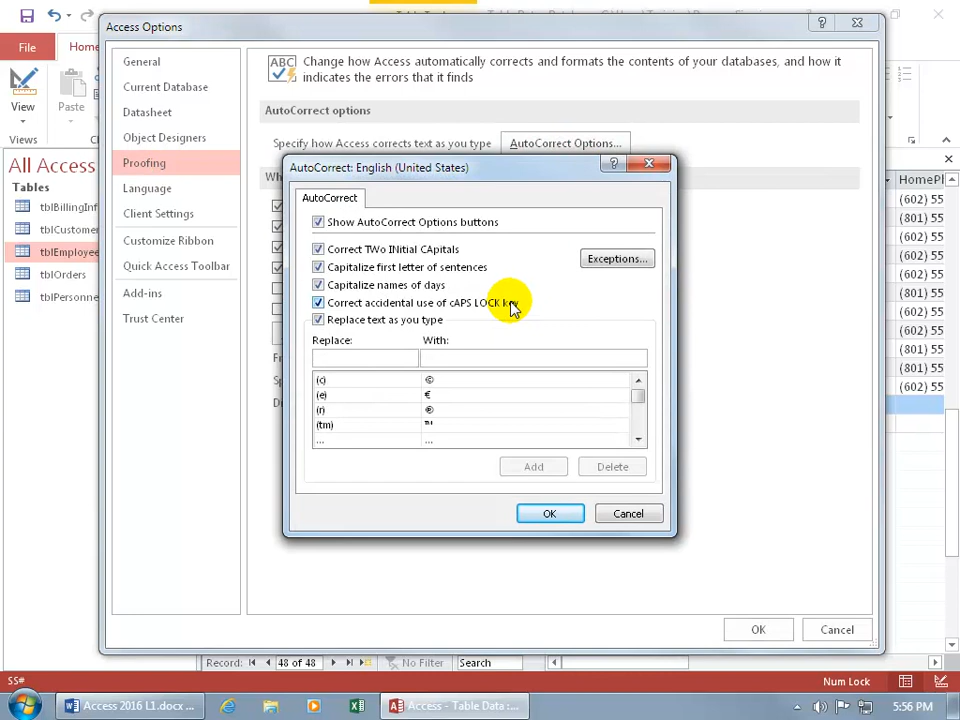 Access Options
File
Home
View
Paste
Views
General
Current Database
Datasheet
Object Designers
Proofing
Language
Client Settings
Customize Ribbon
Quick Access Toolbar
Add-ins
Trust Center
ABC
Change how Access automatically corrects and formats the contents of your databases, and how it
indicates the errors that it finds
AutoCorrect options
Specify how Access corrects text as you type
AutoCorrect Options...
AutoCorrect: English (United States)
AutoCorrect
Show AutoCorrect Options buttons
Correct TWo INitial CApitals
Exceptions...
Capitalize first letter of sentences
Capitalize names of days
Correct accidental use of cAPS LOCK key
Replace text as you type
Replace:
With:
(c) ©
(e) €
(r) ®
(tm) ™
... ...
Add
Delete
OK
Cancel
OK
Cancel
All Access
Tables
tblBillingInf
tblCustome
tblEmployee
tblOrders
tblPersonne
HomePh
(602) 55
(801) 55
(602) 55
(602) 55
(602) 55
(602) 55
(602) 55
(602) 55
(801) 55
(801) 55
(602) 55
Record:
48 of 48
No Filter
Search
SS#
Num Lock
Access 2016 L1.docx ...
Access - Table Data :...
5:56 PM